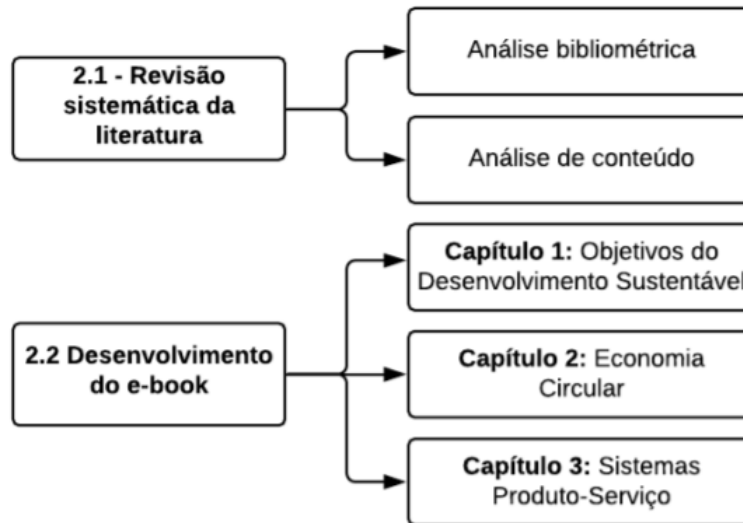 2.1 - Revisão
sistemática da
literatura
Análise bibliométrica
Análise de conteúdo
2.2 Desenvolvimento
do e-book
Capítulo 1: Objetivos do
Desenvolvimento Sustentável
Capítulo 2: Economia
Circular
Capítulo 3: Sistemas
Produto-Serviço